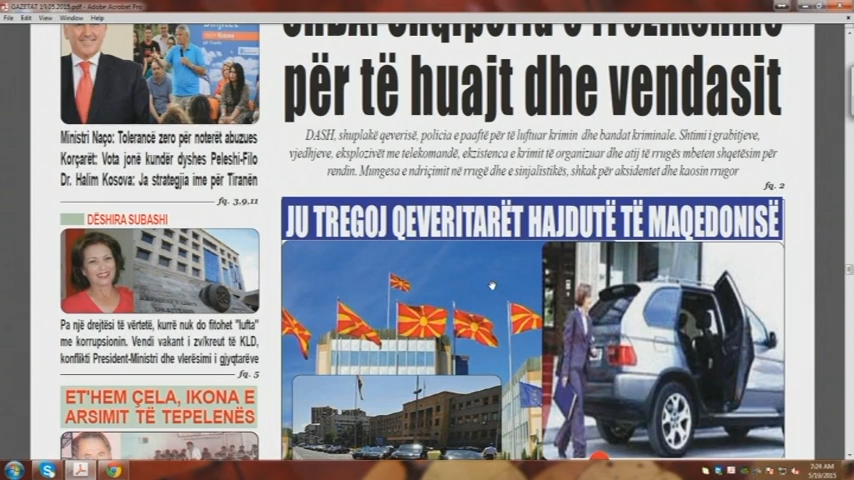 GAZETAT 19.05.2015.pdf - Adobe Acrobat Pro
File Edit View Window Help
për të huajt dhe vendasit
DASH, shuplakë qeverisë, policia e paaftë për të luftuar krimin dhe bandat kriminale. Shtimi i grabitjeve,
vjedhjeve, eksplozivët me telekomandë, ekzistenca e krimit të organizuar dhe atij të rrugës mbeten shqetësim për
rendin. Mungesa e ndriçimit në rrugë dhe e sinjalistikës, shkak për aksidentet dhe kaosin rrugor
fq. 2
Ministri Naço: Tolerancë zero për noterët abuzues
Korçarët: Vota jonë kundër dyshes Peleshi-Filo
Dr. Halim Kosova: Ja strategjia ime për Tiranën
fq. 3,9,11
DËSHIRA SUBASHI
Pa një drejtësi të vërtetë, kurrë nuk do fitohet "lufta"
me korrupsionin. Vendi vakant i zv/kreut të KLD,
konflikti President-Ministri dhe vlerësimi i gjyqtarëve
fq. 5
ET'HEM ÇELA, IKONA E
ARSIMIT TË TEPELENËS
JU TREGOJ QEVERITARËT HAJDUTË TË MAQEDONISË
7:24 AM
5/19/2015